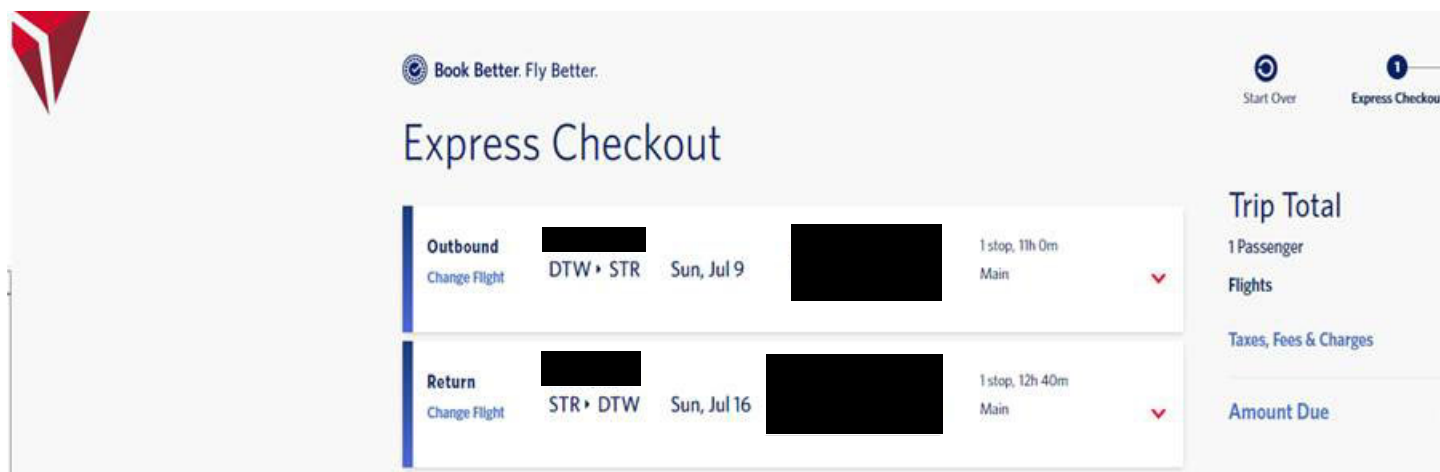 Book Better. Fly Better.
Start Over
1
Express Checkou
Express Checkout
Outbound
Change Flight
DTW ▸ STR
Sun, Jul 9
1 stop, 11h 0m
Main
Return
Change Flight
STR ▸ DTW
Sun, Jul 16
1 stop, 12h 40m
Main
Trip Total
1 Passenger
Flights
Taxes, Fees & Charges
Amount Due